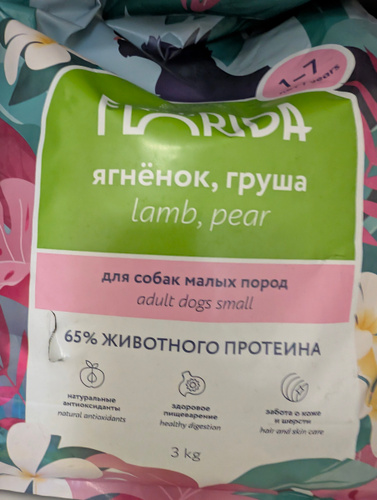 1–7
years
FLORIDA
ягнёнок, груша
lamb, pear
для собак малых пород
adult dogs small
65% ЖИВОТНОГО ПРОТЕИНА
натуральные
антиоксиданты
natural antioxidants
здоровое
пищеварение
healthy digestion
забота о коже
и шерсти
hair and skin care
3 kg